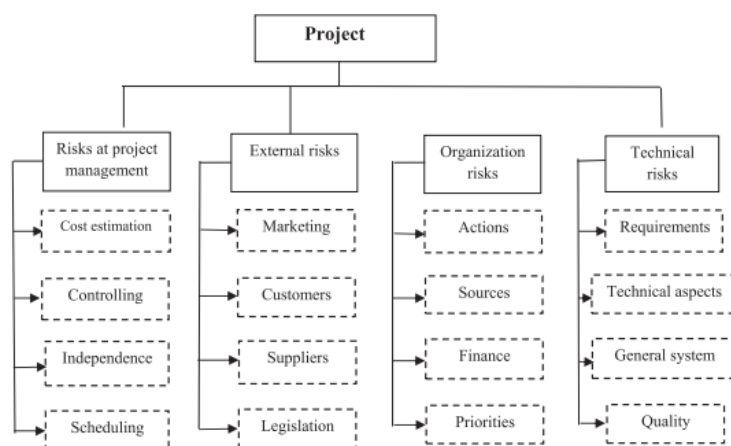 Project
Risks at project
management
Cost estimation
Controlling
Independence
Scheduling
External risks
Marketing
Customers
Suppliers
Legislation
Organization
risks
Actions
Sources
Finance
Priorities
Technical
risks
Requirements
Technical aspects
General system
Quality